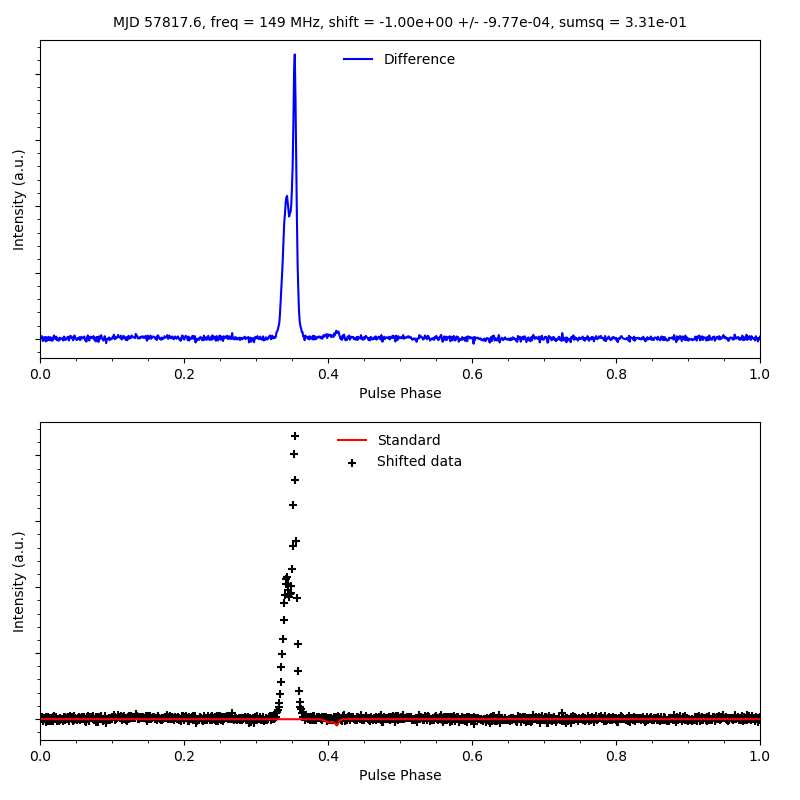 MJD 57817.6, freq = 149 MHz, shift = -1.00e+00 +/- -9.77e-04, sumsq = 3.31e-01
Difference
Intensity (a.u.)
0.0 0.2 0.4 0.6 0.8 1.0
Pulse Phase
Standard
Shifted data
Intensity (a.u.)
0.0 0.2 0.4 0.6 0.8 1.0
Pulse Phase